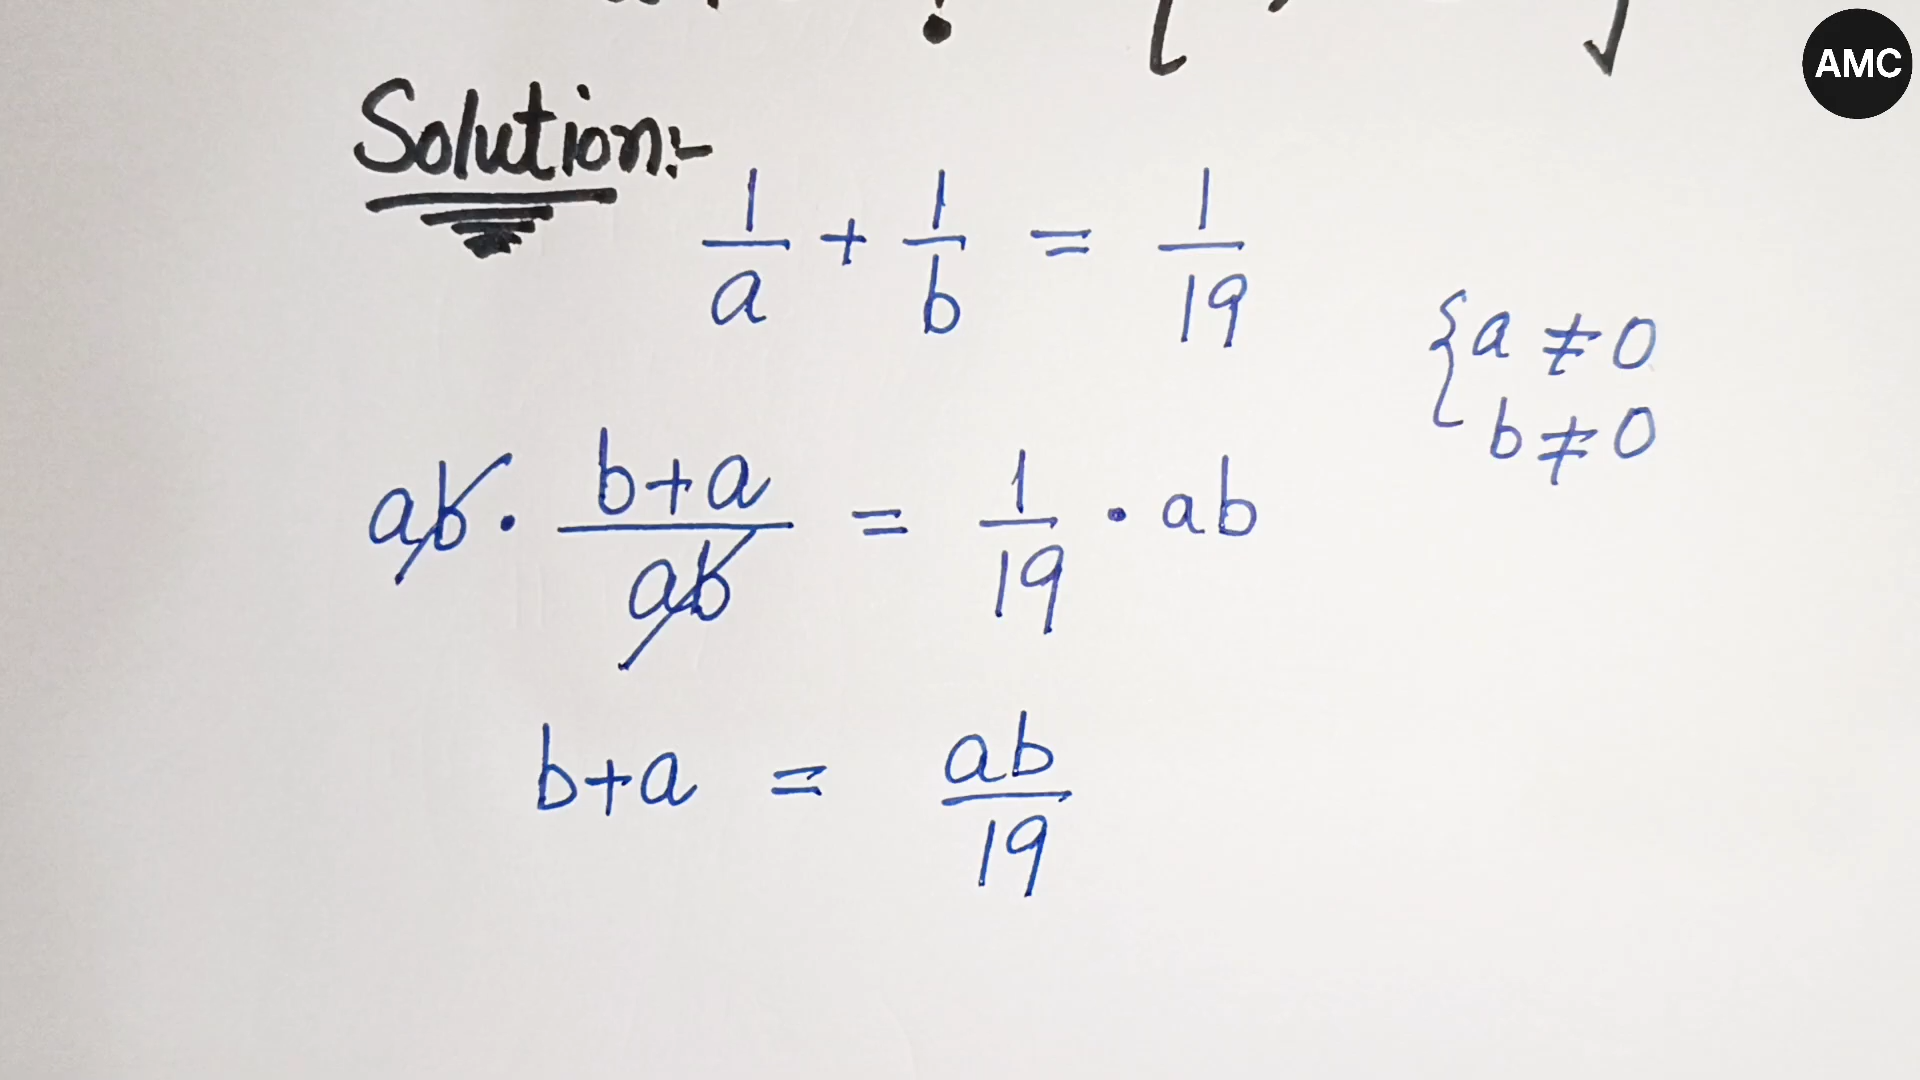 AMC
Solution:-
1/a + 1/b = 1/19
{a ≠ 0
b ≠ 0
ab · (b+a)/ab = 1/19 · ab
b+a = ab/19